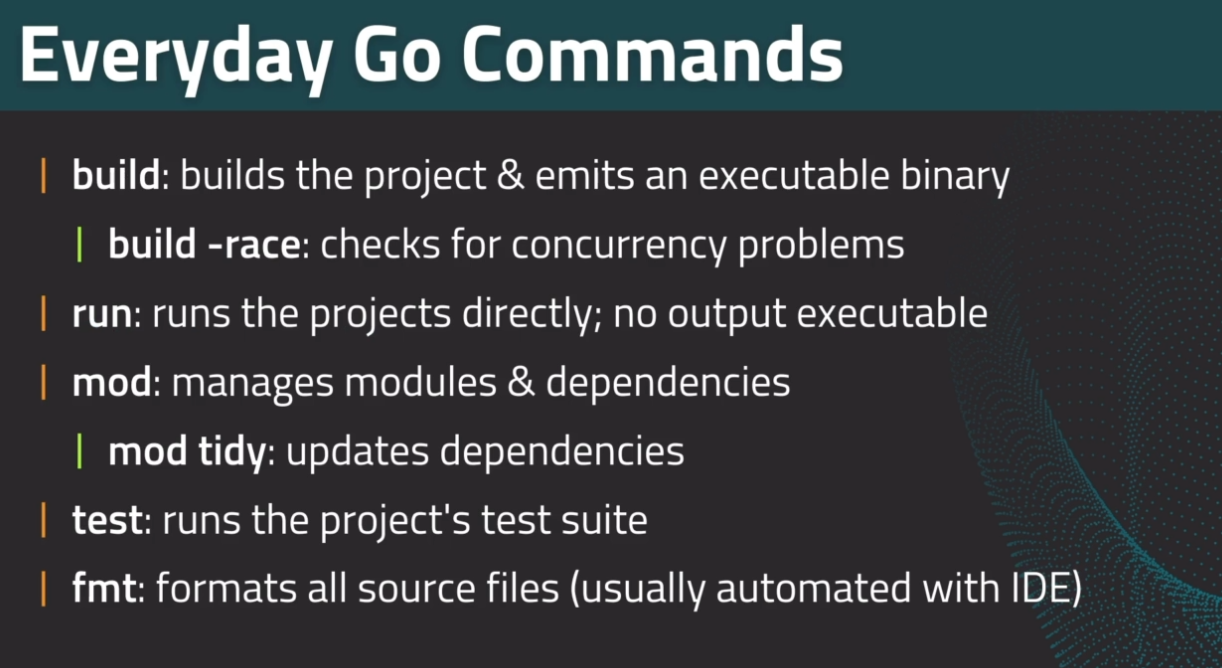 Everyday Go Commands
build: builds the project & emits an executable binary
build -race: checks for concurrency problems
run: runs the projects directly; no output executable
mod: manages modules & dependencies
mod tidy: updates dependencies
test: runs the project's test suite
fmt: formats all source files (usually automated with IDE)